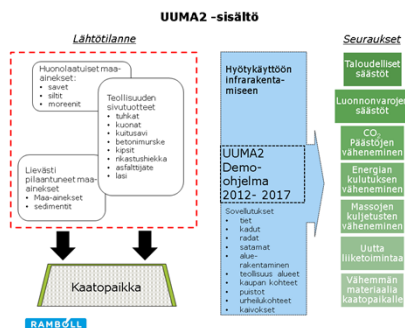 UUMA2 -sisältö
Lähtötilanne
Huonolaatuiset maa-
ainekset:
• savet
• siltit
• moreenit
Teollisuuden
sivutuotteet:
• tuhkat
• kuonat
• kuitusavi
• betonimurske
• kipsit
• rikastushiekka
• asfalttijäte
• lasi
Lievästi
pilaantuneet maa-
ainekset
• Maa-ainekset
• sedimentit
Kaatopaikka
RAMBOLL
Hyötykäyttöön
infrarakenta-
miseen
UUMA2
Demo-
ohjelma
2012- 2017
Sovellutukset
• tiet
• kadut
• radat
• satamat
• alue-
rakentaminen
• teollisuus alueet
• kaupan kohteet
• puistot
• urheilukohteet
• kaivokset
Seuraukset
Taloudelliset
säästöt
Luonnonvarojen
säästöt
CO2
Päästöjen
väheneminen
Energian
kulutuksen
väheneminen
Massojen
kuljetusten
väheneminen
Uutta
liiketoimintaa
Vähemmän
materiaalia
kaatopaikalle